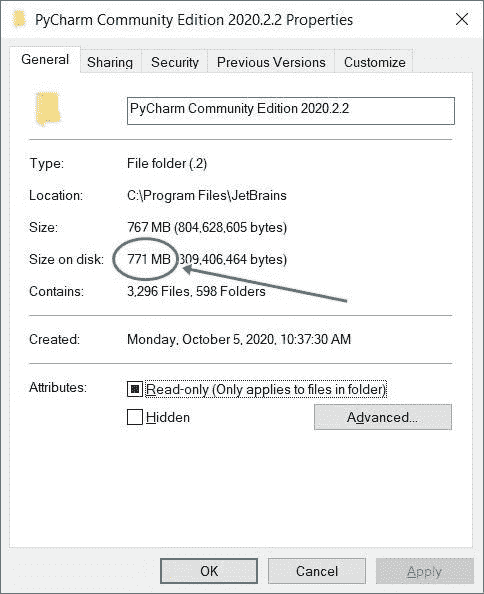 PyCharm Community Edition 2020.2.2 Properties
General Sharing Security Previous Versions Customize
PyCharm Community Edition 2020.2.2
Type: File folder (.2)
Location: C:\Program Files\JetBrains
Size: 767 MB (804,628,605 bytes)
Size on disk: 771 MB 309,406,464 bytes)
Contains: 3,296 Files, 598 Folders
Created: Monday, October 5, 2020, 10:37:30 AM
Attributes: Read-only (Only applies to files in folder)
Hidden Advanced...
OK Cancel Apply